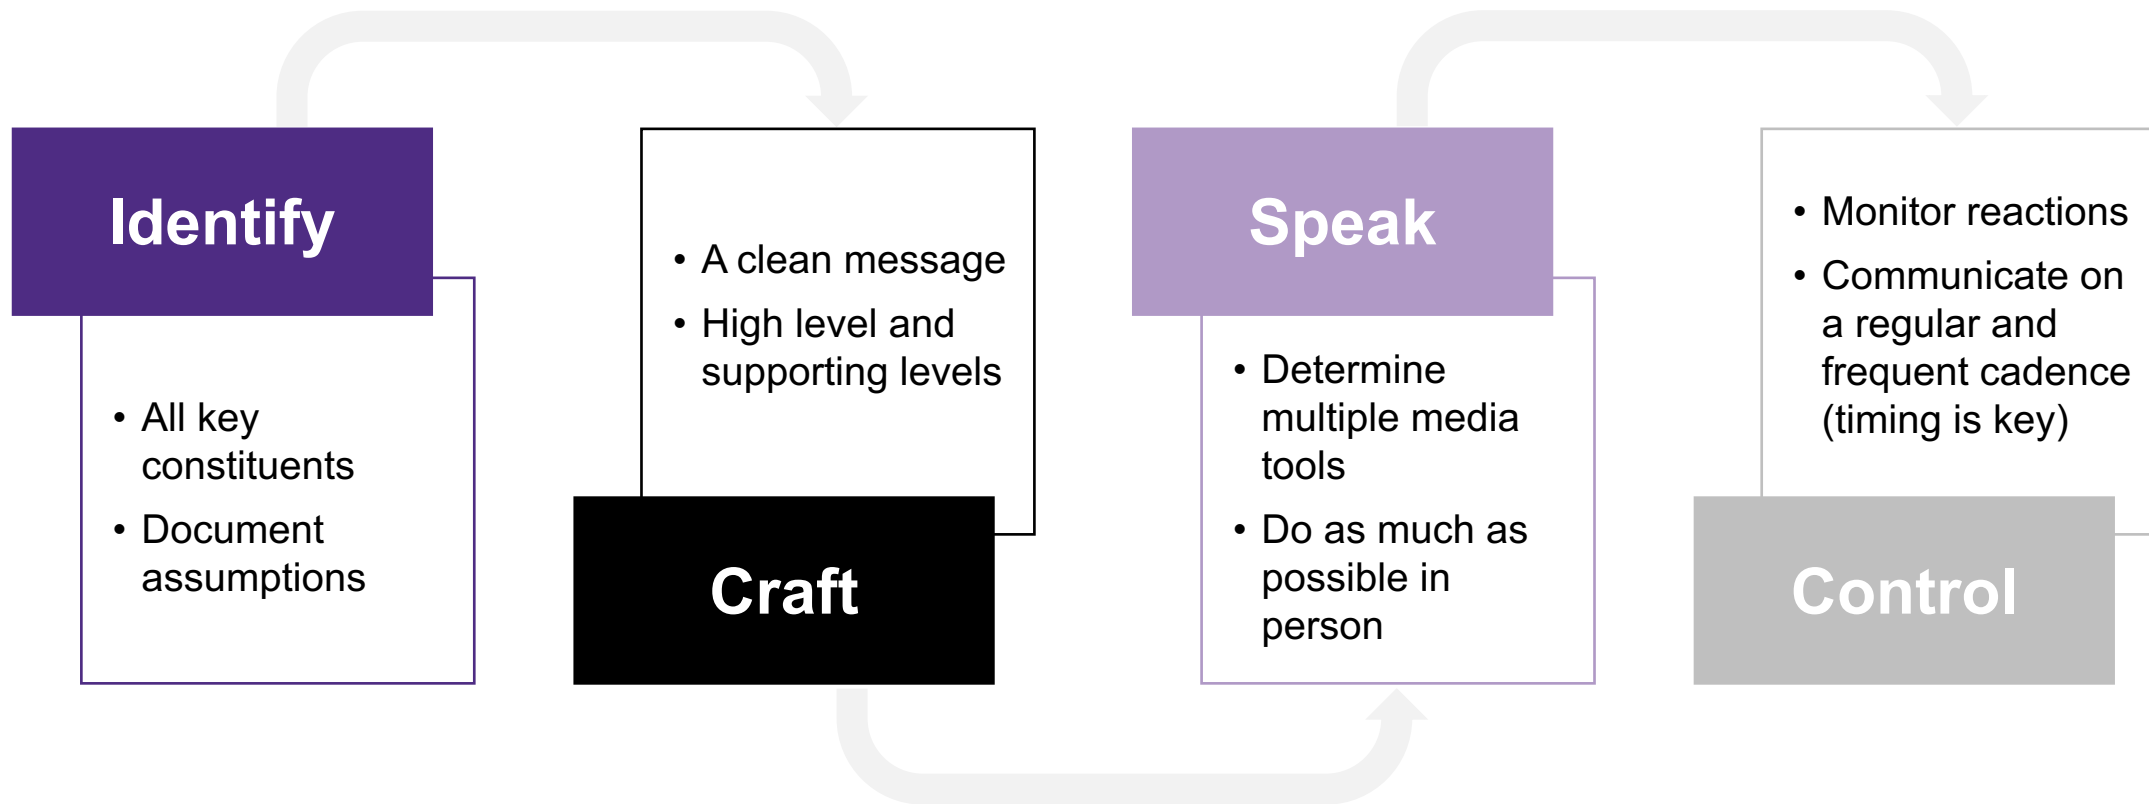 Identify
• All key
constituents
• Document
assumptions
• A clean message
• High level and
supporting levels
Craft
Speak
• Determine
multiple media
tools
• Do as much as
possible in
person
• Monitor reactions
• Communicate on
a regular and
frequent cadence
(timing is key)
Control